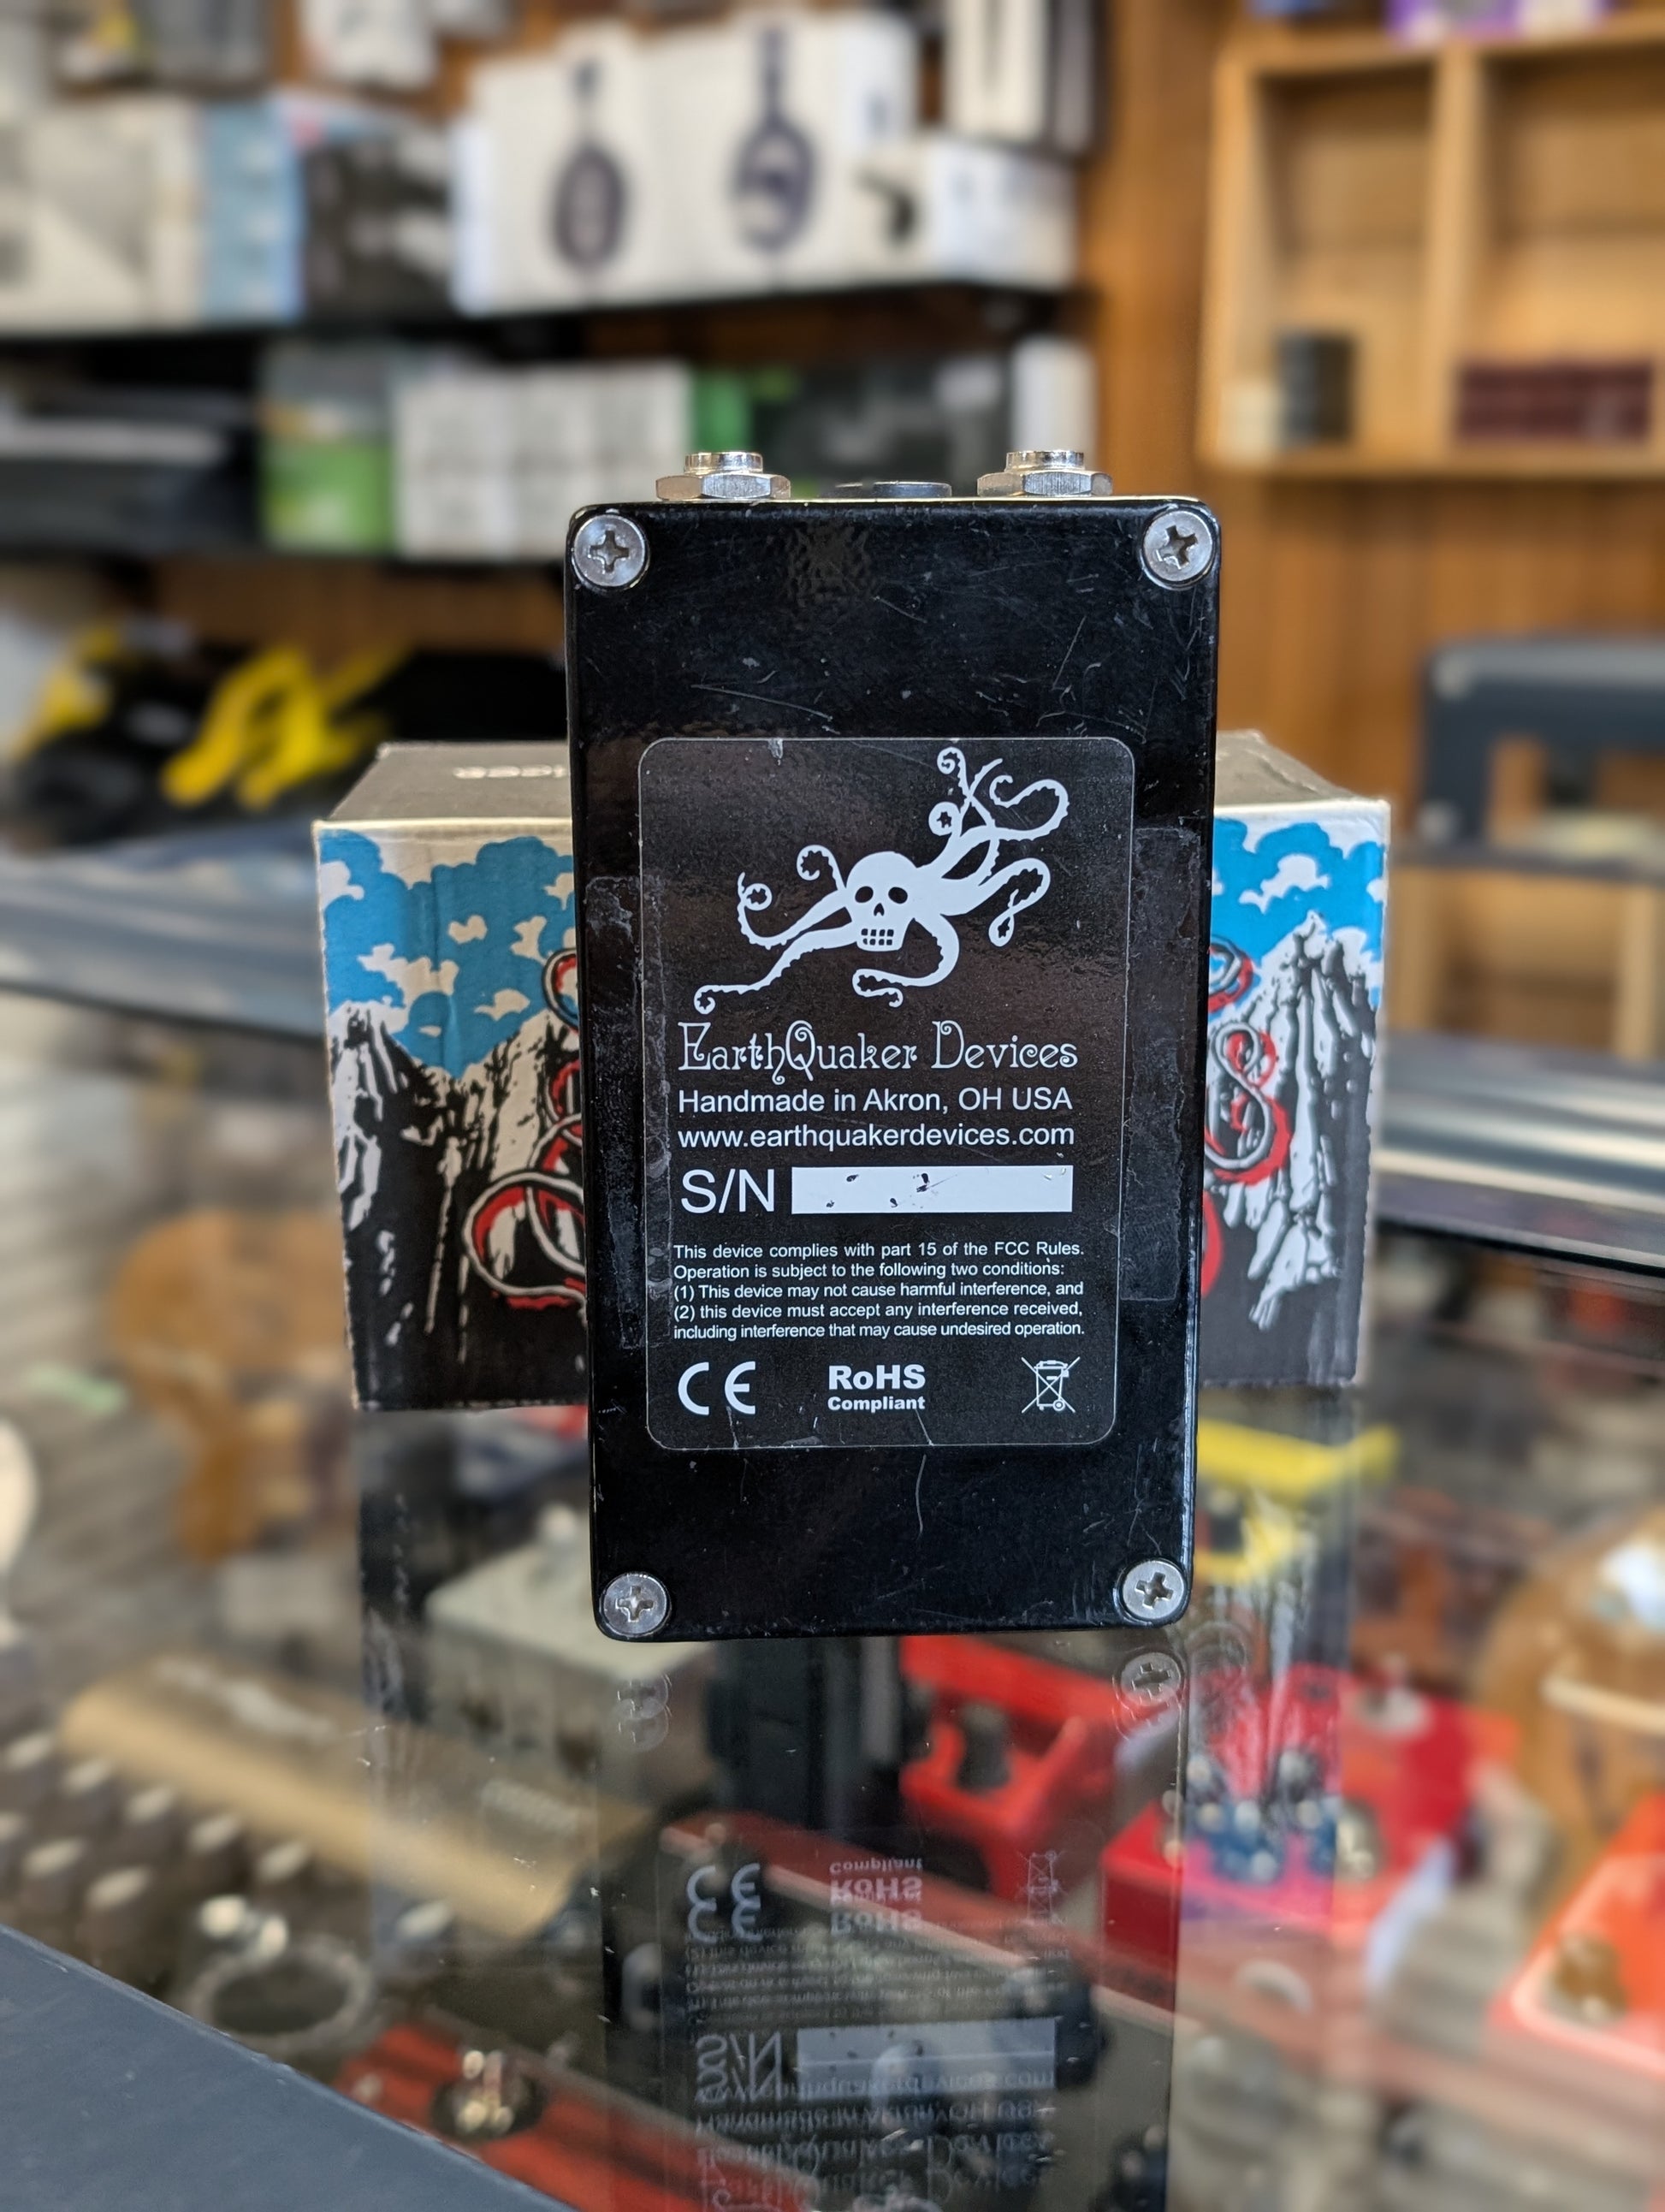 EarthQuaker Devices
Handmade in Akron, OH USA
www.earthquakerdevices.com
S/N
This device complies with part 15 of the FCC Rules.
Operation is subject to the following two conditions:
(1) This device may not cause harmful interference, and
(2) this device must accept any interference received,
including interference that may cause undesired operation.
CE
RoHS
Compliant